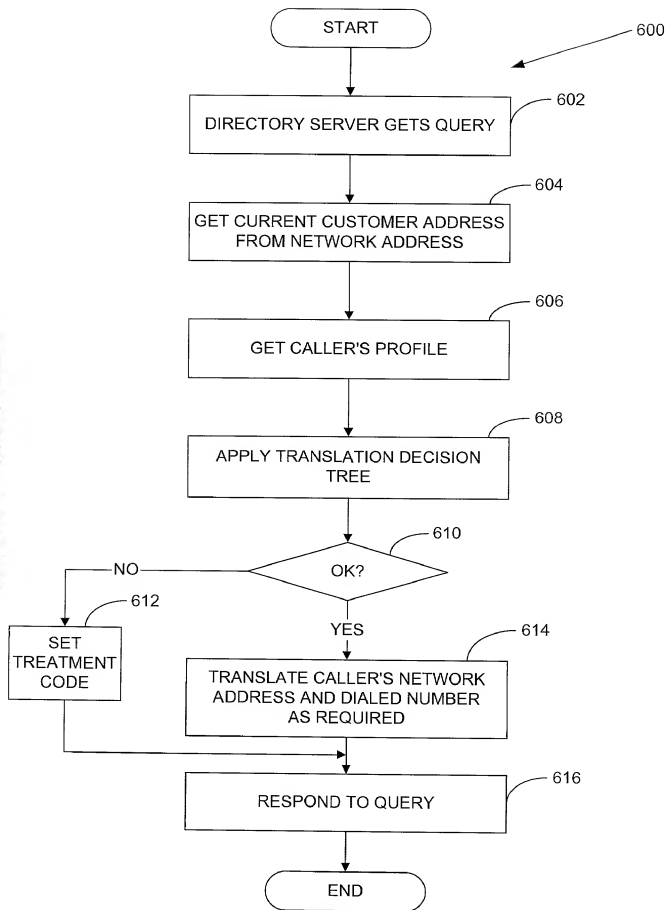 START
600
602
DIRECTORY SERVER GETS QUERY
604
GET CURRENT CUSTOMER ADDRESS
FROM NETWORK ADDRESS
606
GET CALLER'S PROFILE
608
APPLY TRANSLATION DECISION
TREE
610
OK?
NO
612
SET
TREATMENT
CODE
YES
614
TRANSLATE CALLER'S NETWORK
ADDRESS AND DIALED NUMBER
AS REQUIRED
616
RESPOND TO QUERY
END